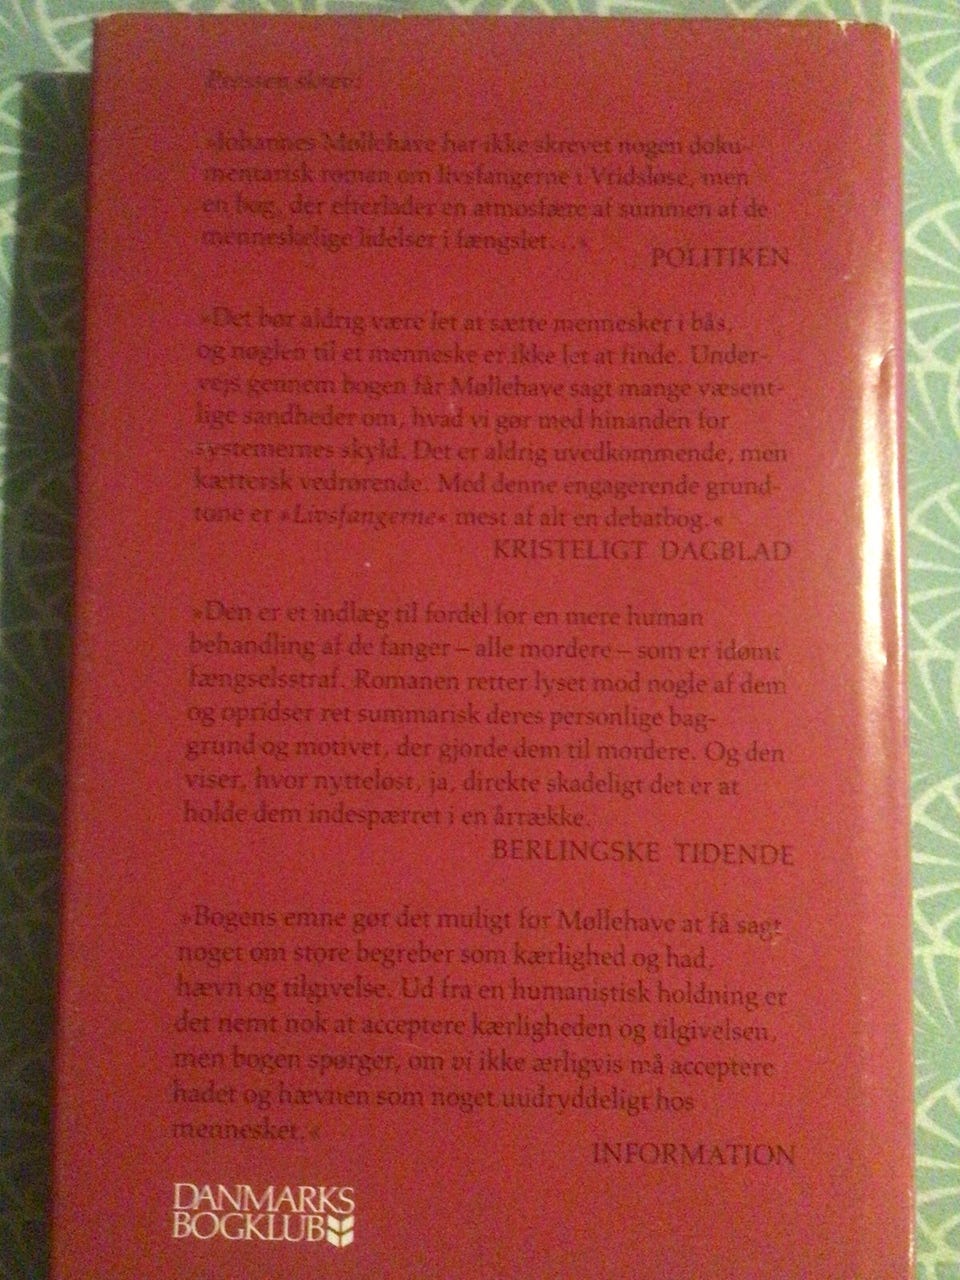 Pressen skrev:
»Johannes Møllehave har ikke skrevet nogen doku-
mentarisk roman om livsfangerne i Vridsløse, men
en bog, der efterlader en atmosfære af summen af de
menneskelige lidelser i fængslet...«
POLITIKEN
»Det bør aldrig være let at sætte mennesker i bås,
og nøglen til et menneske er ikke let at finde. Under-
vejs gennem bogen får Møllehave sagt mange væsent-
lige sandheder om, hvad vi gør med hinanden for
systemernes skyld. Det er aldrig uvedkommende, men
kættersk vedrørende. Med denne engagerende grund-
tone er »Livsfangerne« mest af alt en debatbog.«
KRISTELIGT DAGBLAD
»Den er et indlæg til fordel for en mere human
behandling af de fanger – alle mordere – som er idømt
fængselsstraf. Romanen retter lyset mod nogle af dem
og opridser ret summarisk deres personlige bag-
grund og motivet, der gjorde dem til mordere. Og den
viser, hvor nytteløst, ja, direkte skadeligt det er at
holde dem indespærret i en årrække.
BERLINGSKE TIDENDE
»Bogens emne gør det muligt for Møllehave at få sagt
noget om store begreber som kærlighed og had,
hævn og tilgivelse. Ud fra en humanistisk holdning er
det nemt nok at acceptere kærligheden og tilgivelsen,
men bogen spørger, om vi ikke ærligvis må acceptere
hadet og hævnen som noget uudryddeligt hos
mennesket.«
INFORMATION
DANMARKS
BOGKLUB